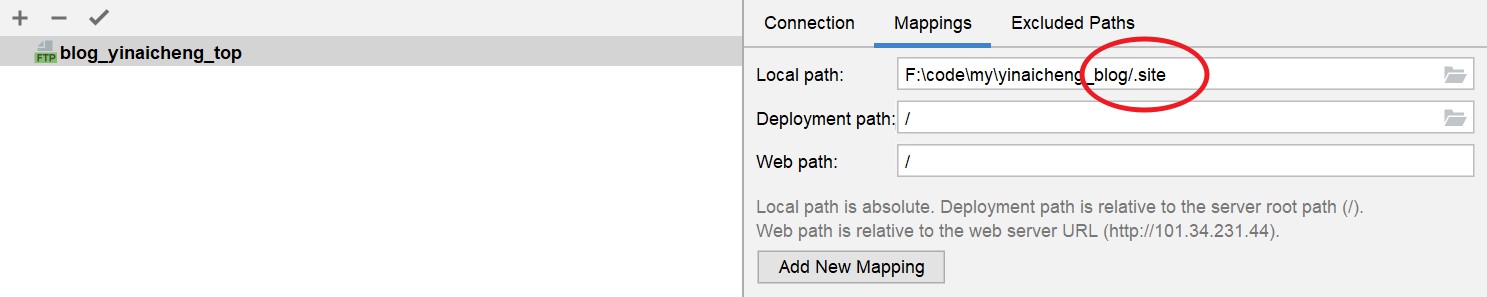 FTP blog_yinaicheng_top
Connection Mappings Excluded Paths
Local path: F:\code\my\yinaicheng_blog/.site
Deployment path: /
Web path: /
Local path is absolute. Deployment path is relative to the server root path (/).
Web path is relative to the web server URL (http://101.34.231.44).
Add New Mapping